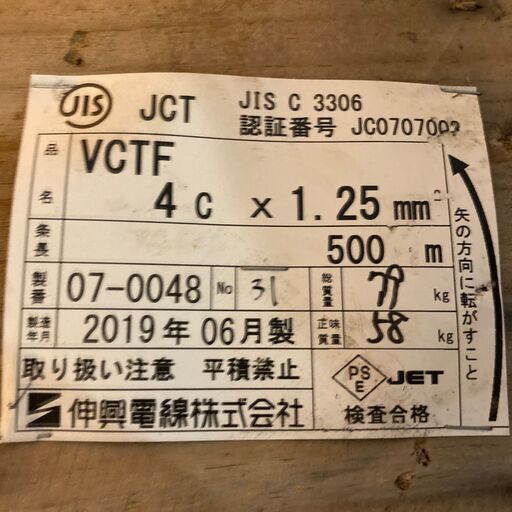 JIS JCT JIS C 3306
認証番号 JC0707003
品名 VCTF
4C × 1.25 mm²
条長 500 m
製番 07-0048 No 31 総質量 79 kg
製造年月 2019年 06月製 正味質量 58 kg
取り扱い注意 平積禁止
PSE JET
伸興電線株式会社 検査合格
矢の方向に転がすこと